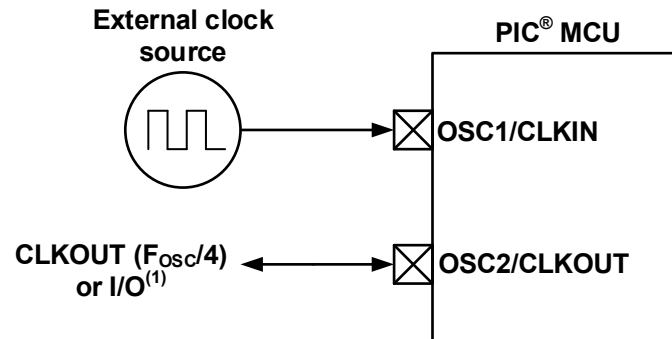 External clock
source
PIC® MCU
OSC1/CLKIN
CLKOUT (FOSC/4)
or I/O(1)
OSC2/CLKOUT